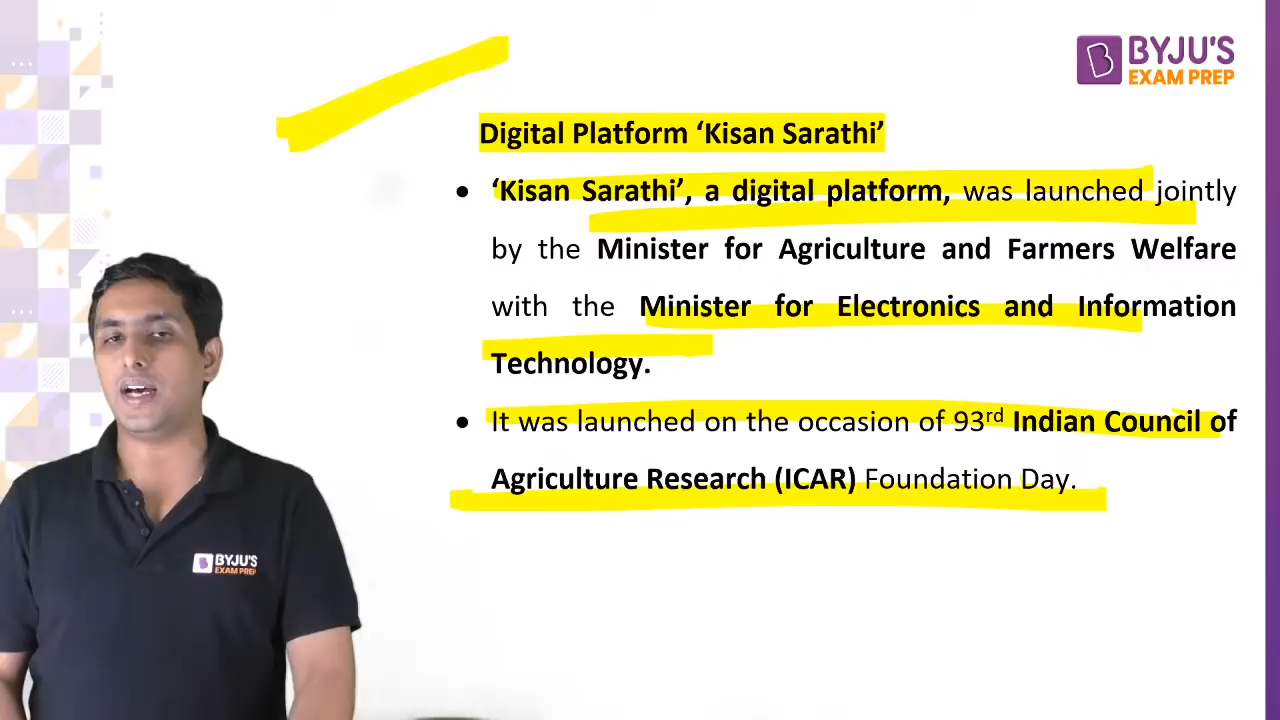 BYJU'S
EXAM PREP
Digital Platform ‘Kisan Sarathi’
• ‘Kisan Sarathi’, a digital platform, was launched jointly
by the Minister for Agriculture and Farmers Welfare
with the Minister for Electronics and Information
Technology.
• It was launched on the occasion of 93rd Indian Council of
Agriculture Research (ICAR) Foundation Day.
BYJU'S
EXAM PREP